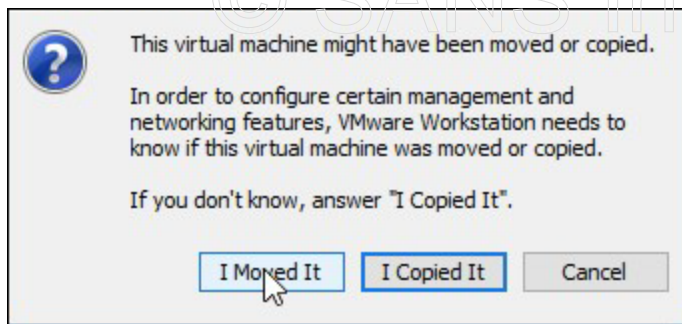 © SANS In
This virtual machine might have been moved or copied.
In order to configure certain management and
networking features, VMware Workstation needs to
know if this virtual machine was moved or copied.
If you don't know, answer "I Copied It".
I Moved It
I Copied It
Cancel